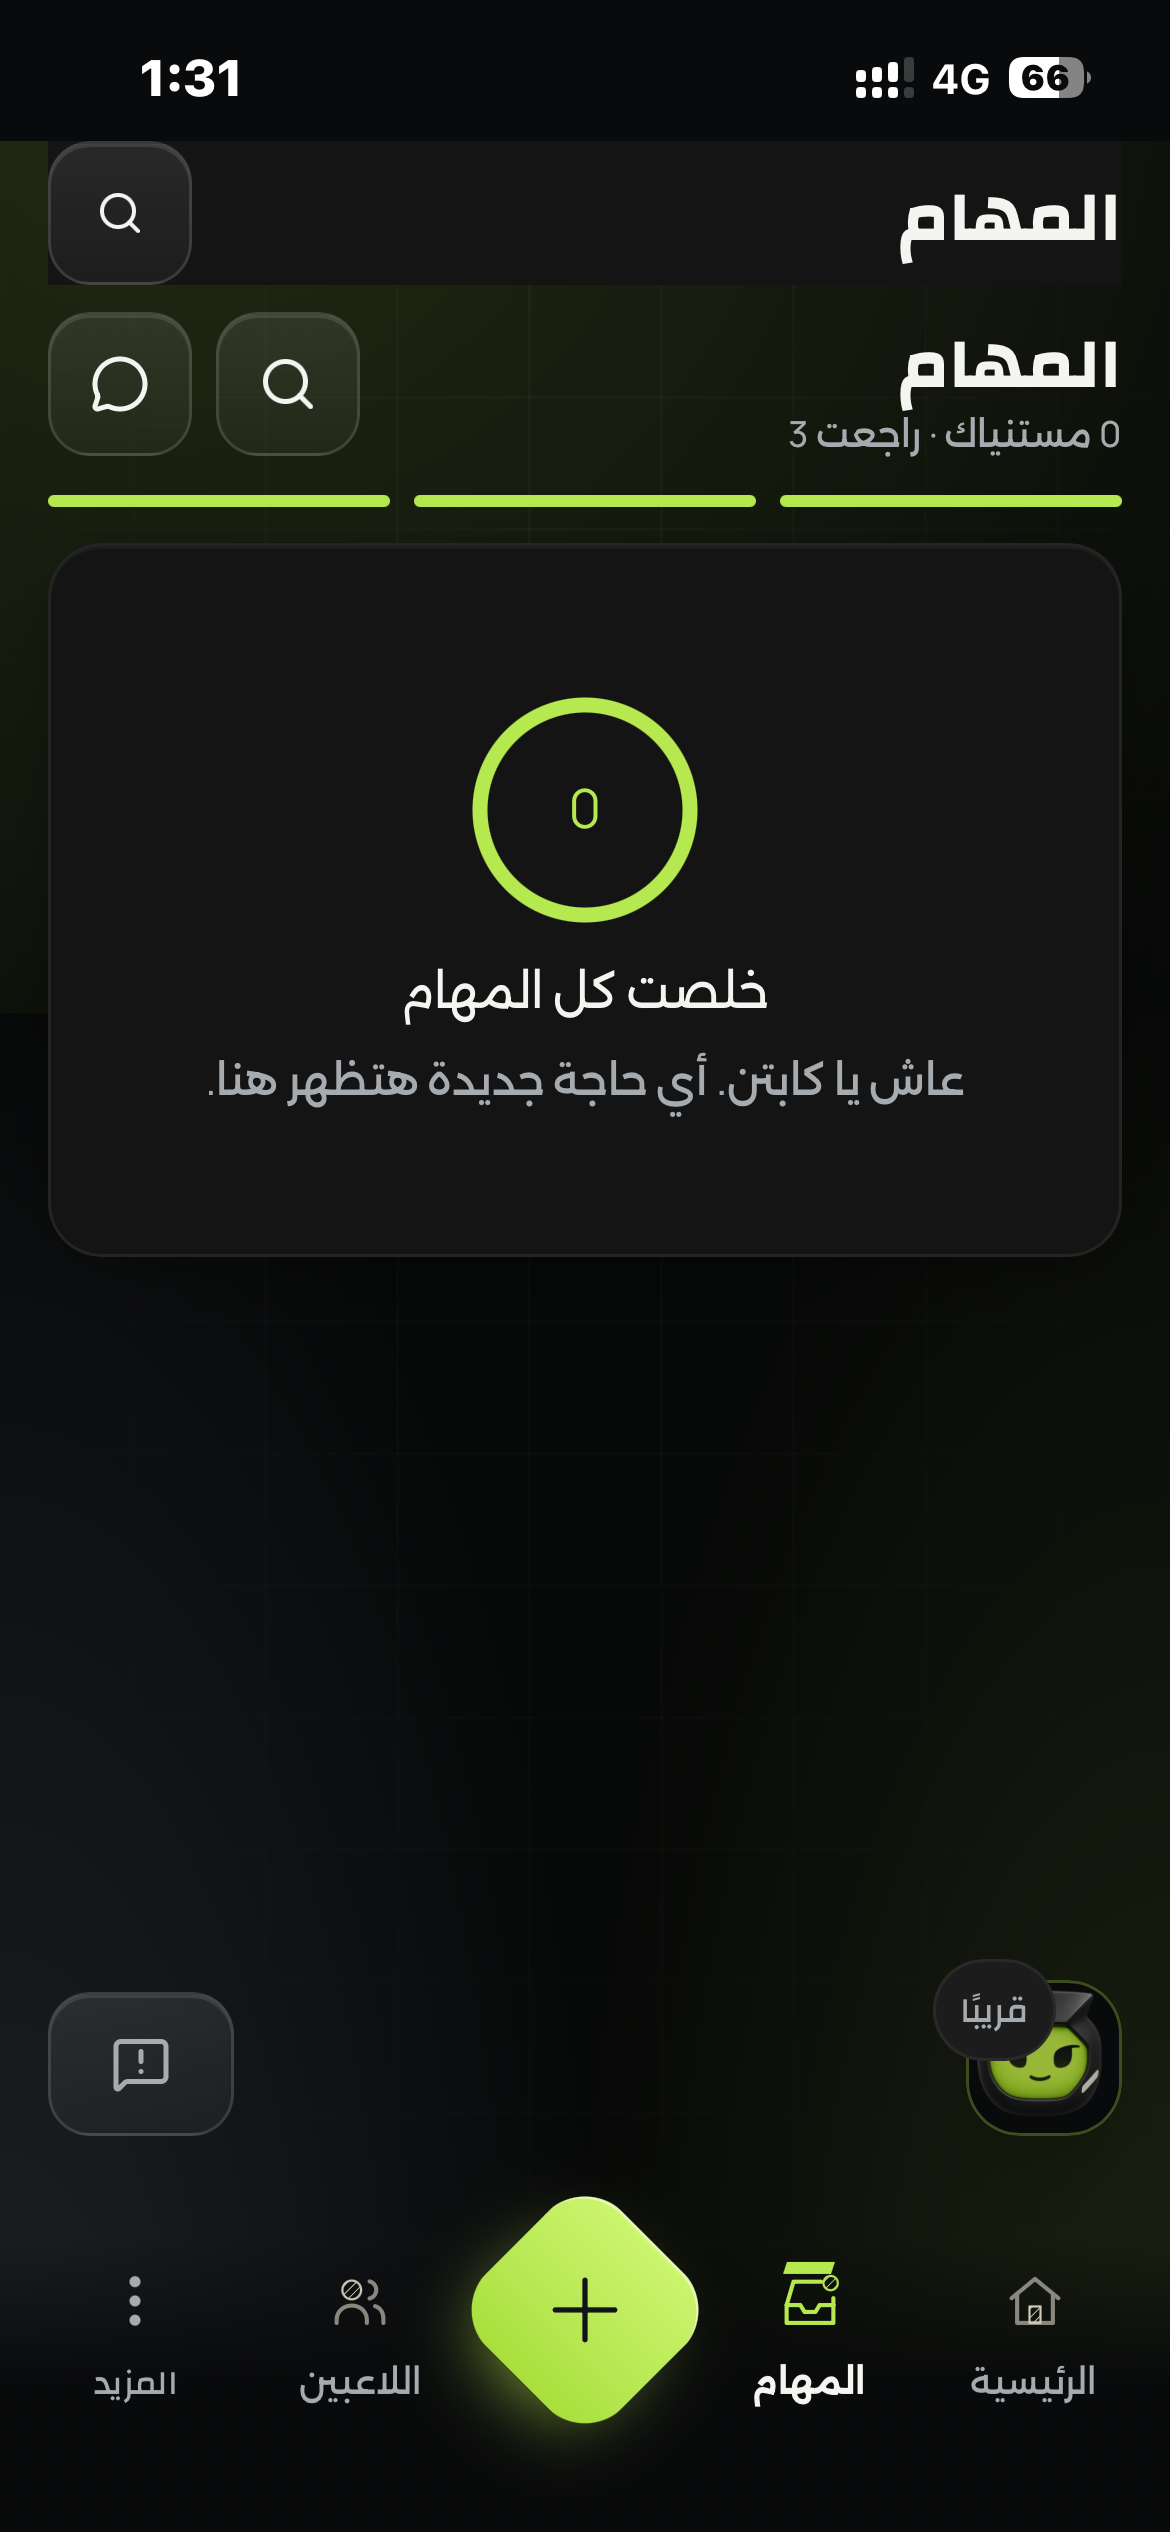 1:31
4G 66
المهام
المهام
0 مستنياك · راجعت 3
0
خلصت كل المهام
عاش يا كابتن. أي حاجة جديدة هتظهر هنا.
قريبًا
الرئيسية
المهام
اللاعبين
المزيد